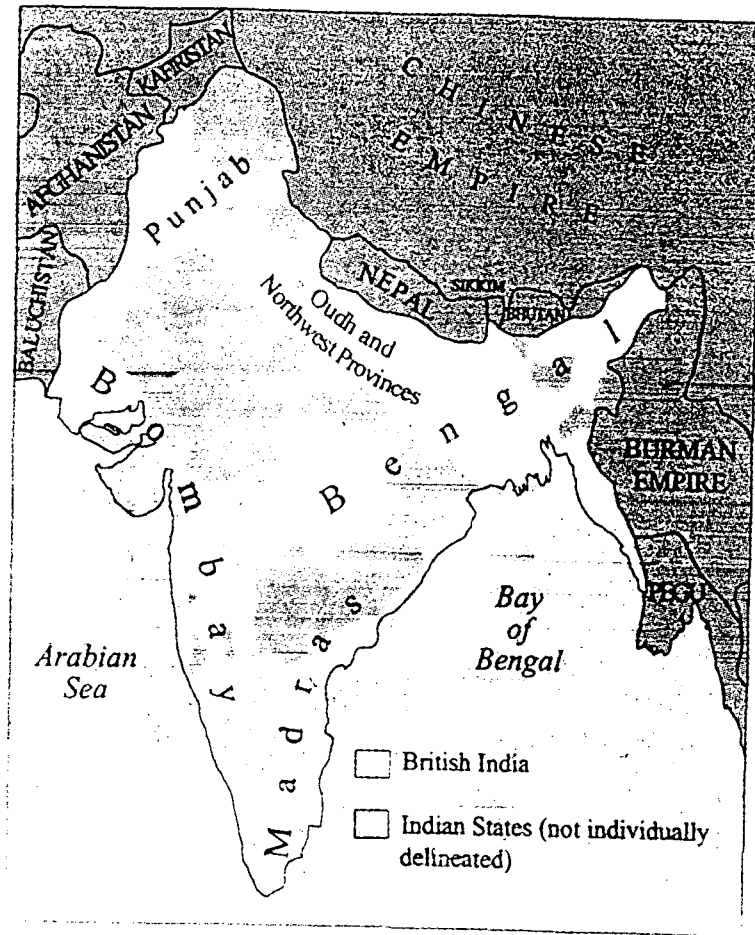 KAFIRISTAN
AFGHANISTAN
BALUCHISTAN
CHINESE
EMPIRE
Punjab
NEPAL
SIKKIM
BHUTAN
Oudh and
Northwest Provinces
Bengal
Bombay
Madras
BURMAN
EMPIRE
PEGU
Arabian
Sea
Bay
of
Bengal
British India
Indian States (not individually
delineated)